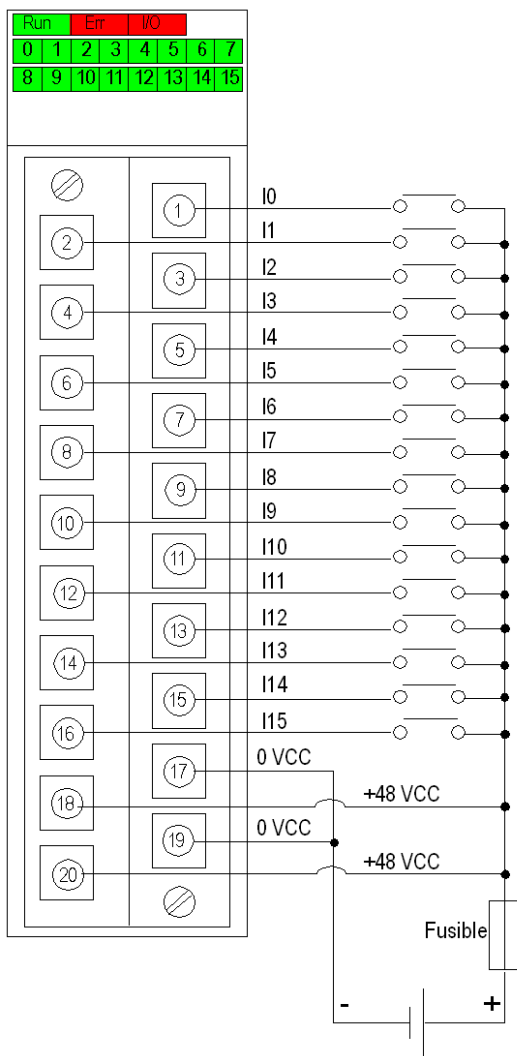 Run Err I/O
0 1 2 3 4 5 6 7
8 9 10 11 12 13 14 15
1 I0
2 I1
3 I2
4 I3
5 I4
6 I5
7 I6
8 I7
9 I8
10 I9
11 I10
12 I11
13 I12
14 I13
15 I14
16 I15
17 0 VCC
18 +48 VCC
19 0 VCC
20 +48 VCC
Fusible
- +